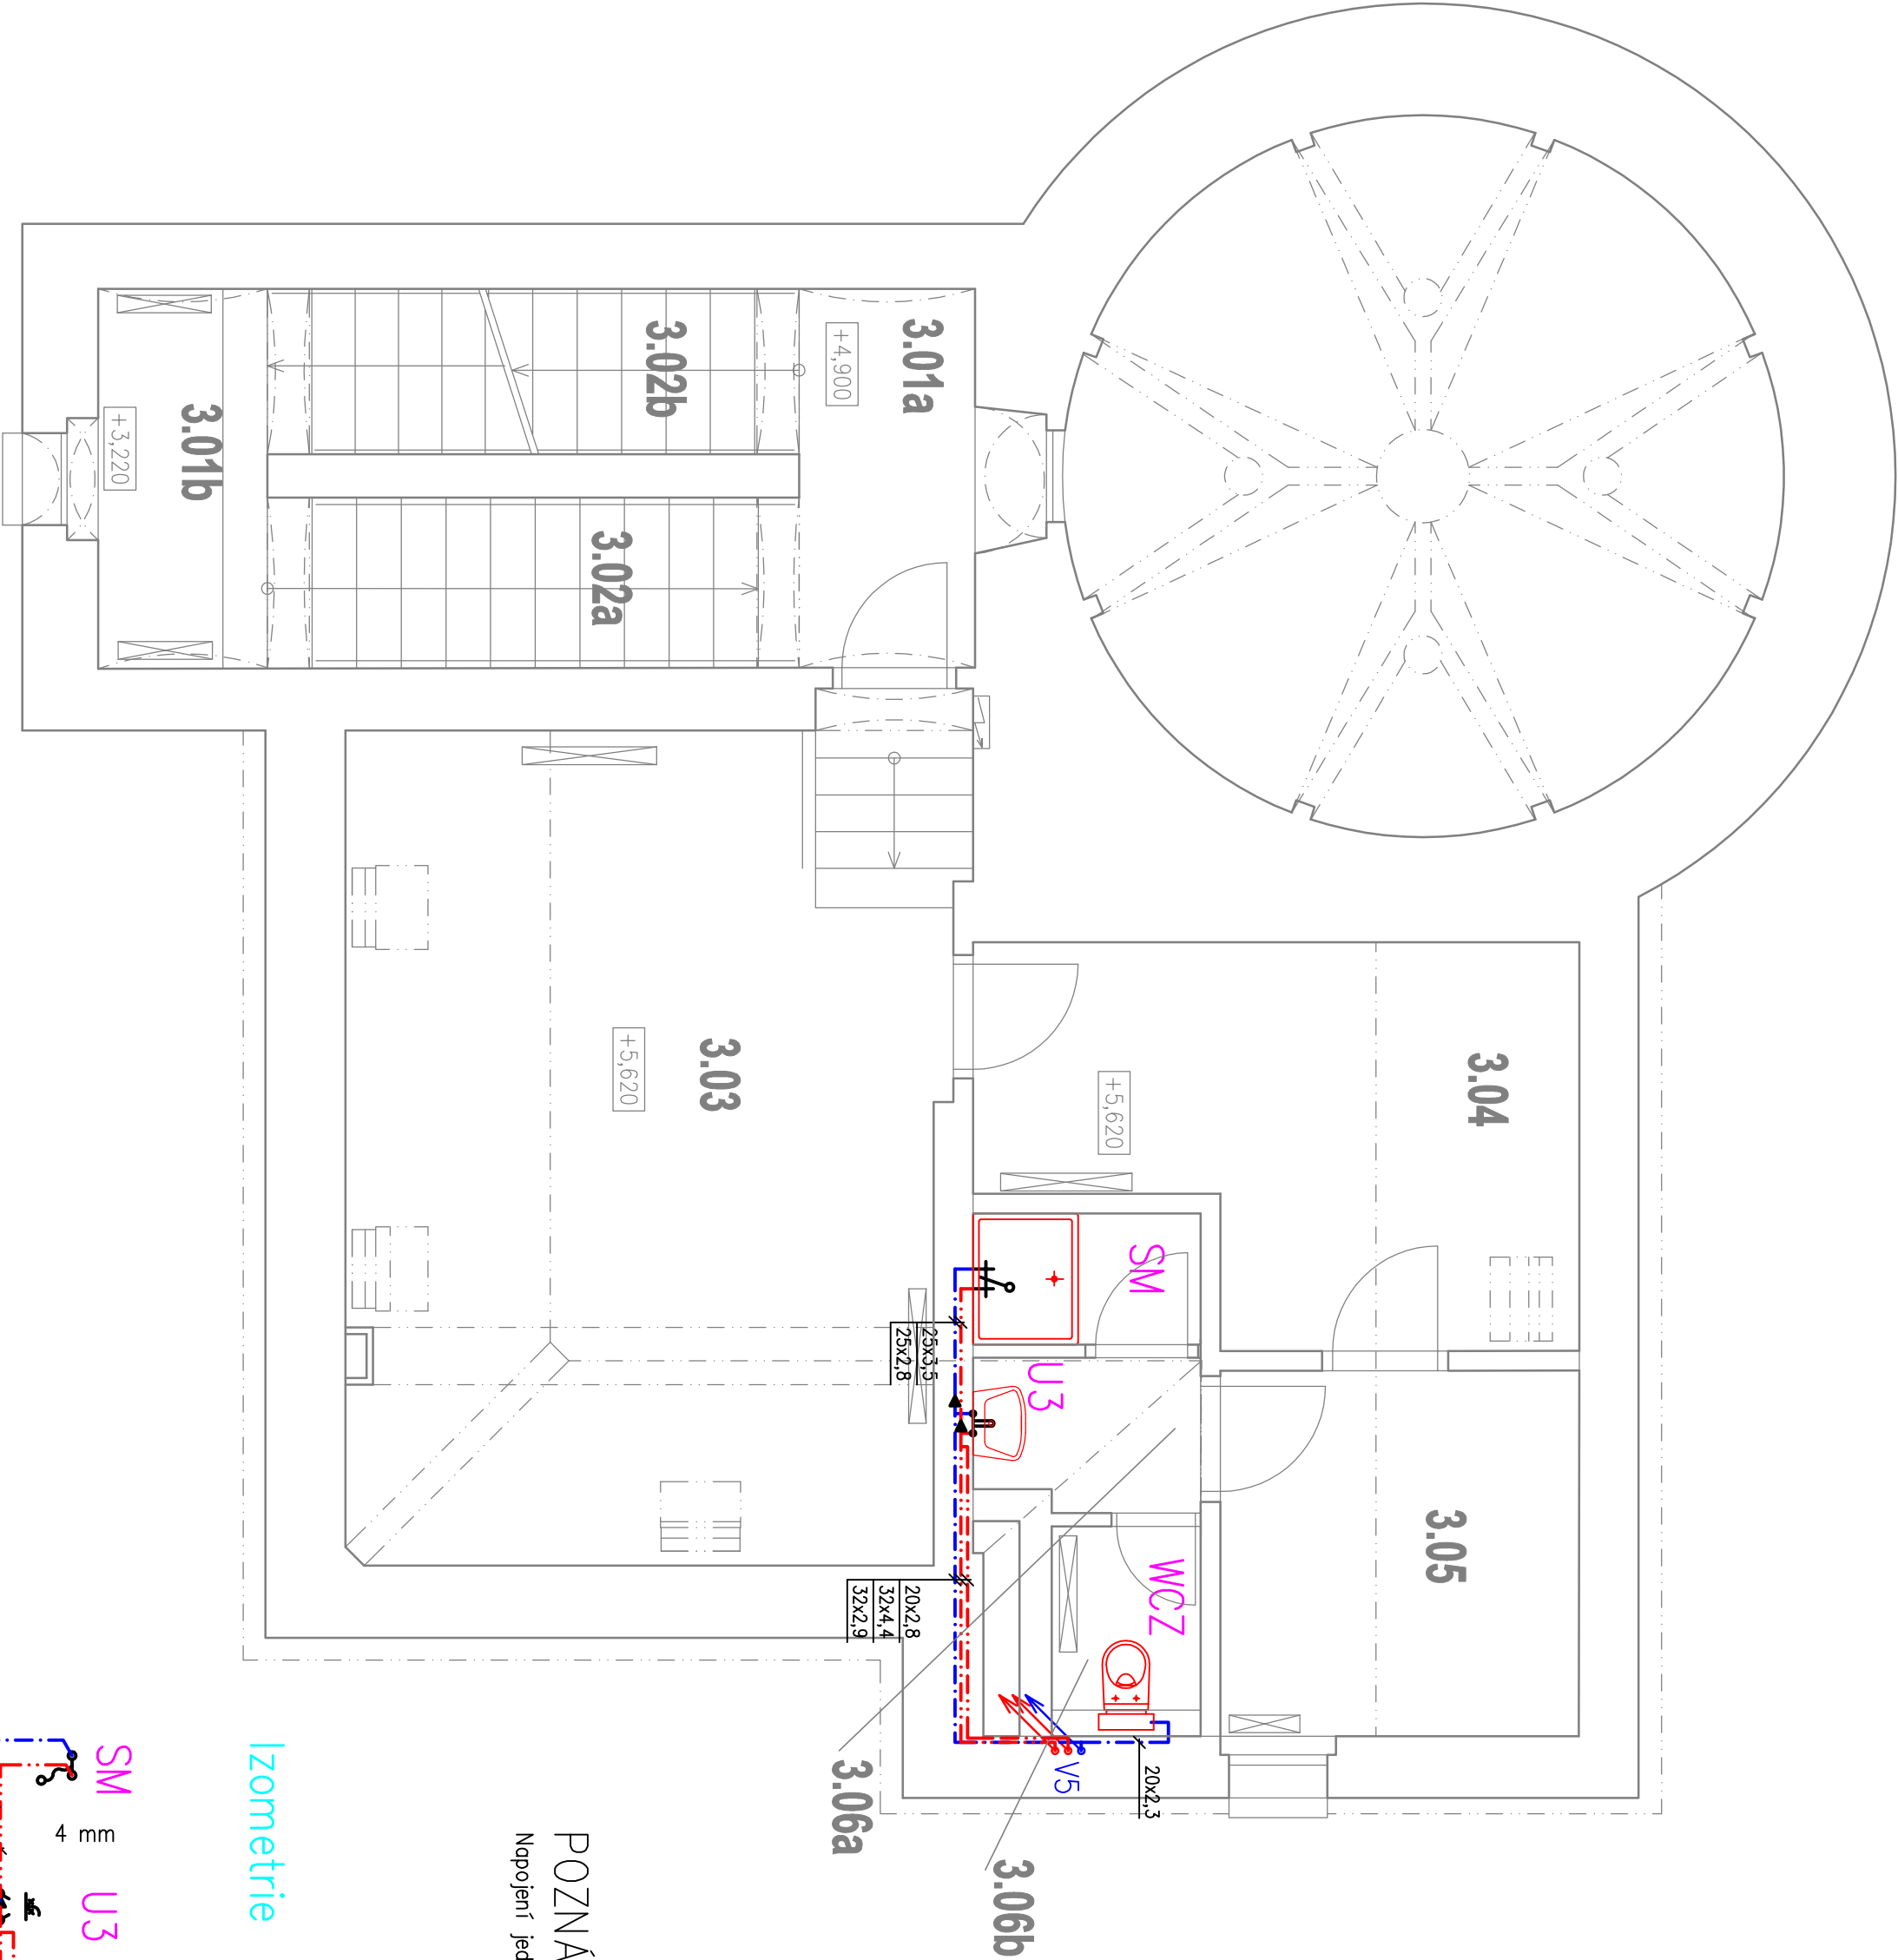 3.01a
+4,900
3.02b
3.01b
+3,220
3.02a
3.04
+5,620
3.03
+5,620
SM
U3
25x3,5
25x2,8
3.05
WCZ
20x2,8
32x4,4
32x2,9
V5
20x2,3
3.06a
3.06b
Izometrie
SM
4 mm
U3
POZNÁ
Napojení jed